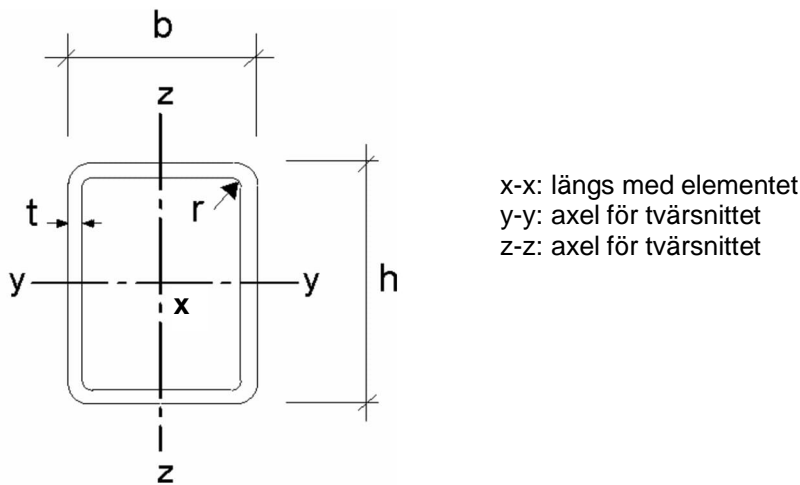 b
z
t
r
y
y
h
x
z
x-x: längs med elementet
y-y: axel för tvärsnittet
z-z: axel för tvärsnittet